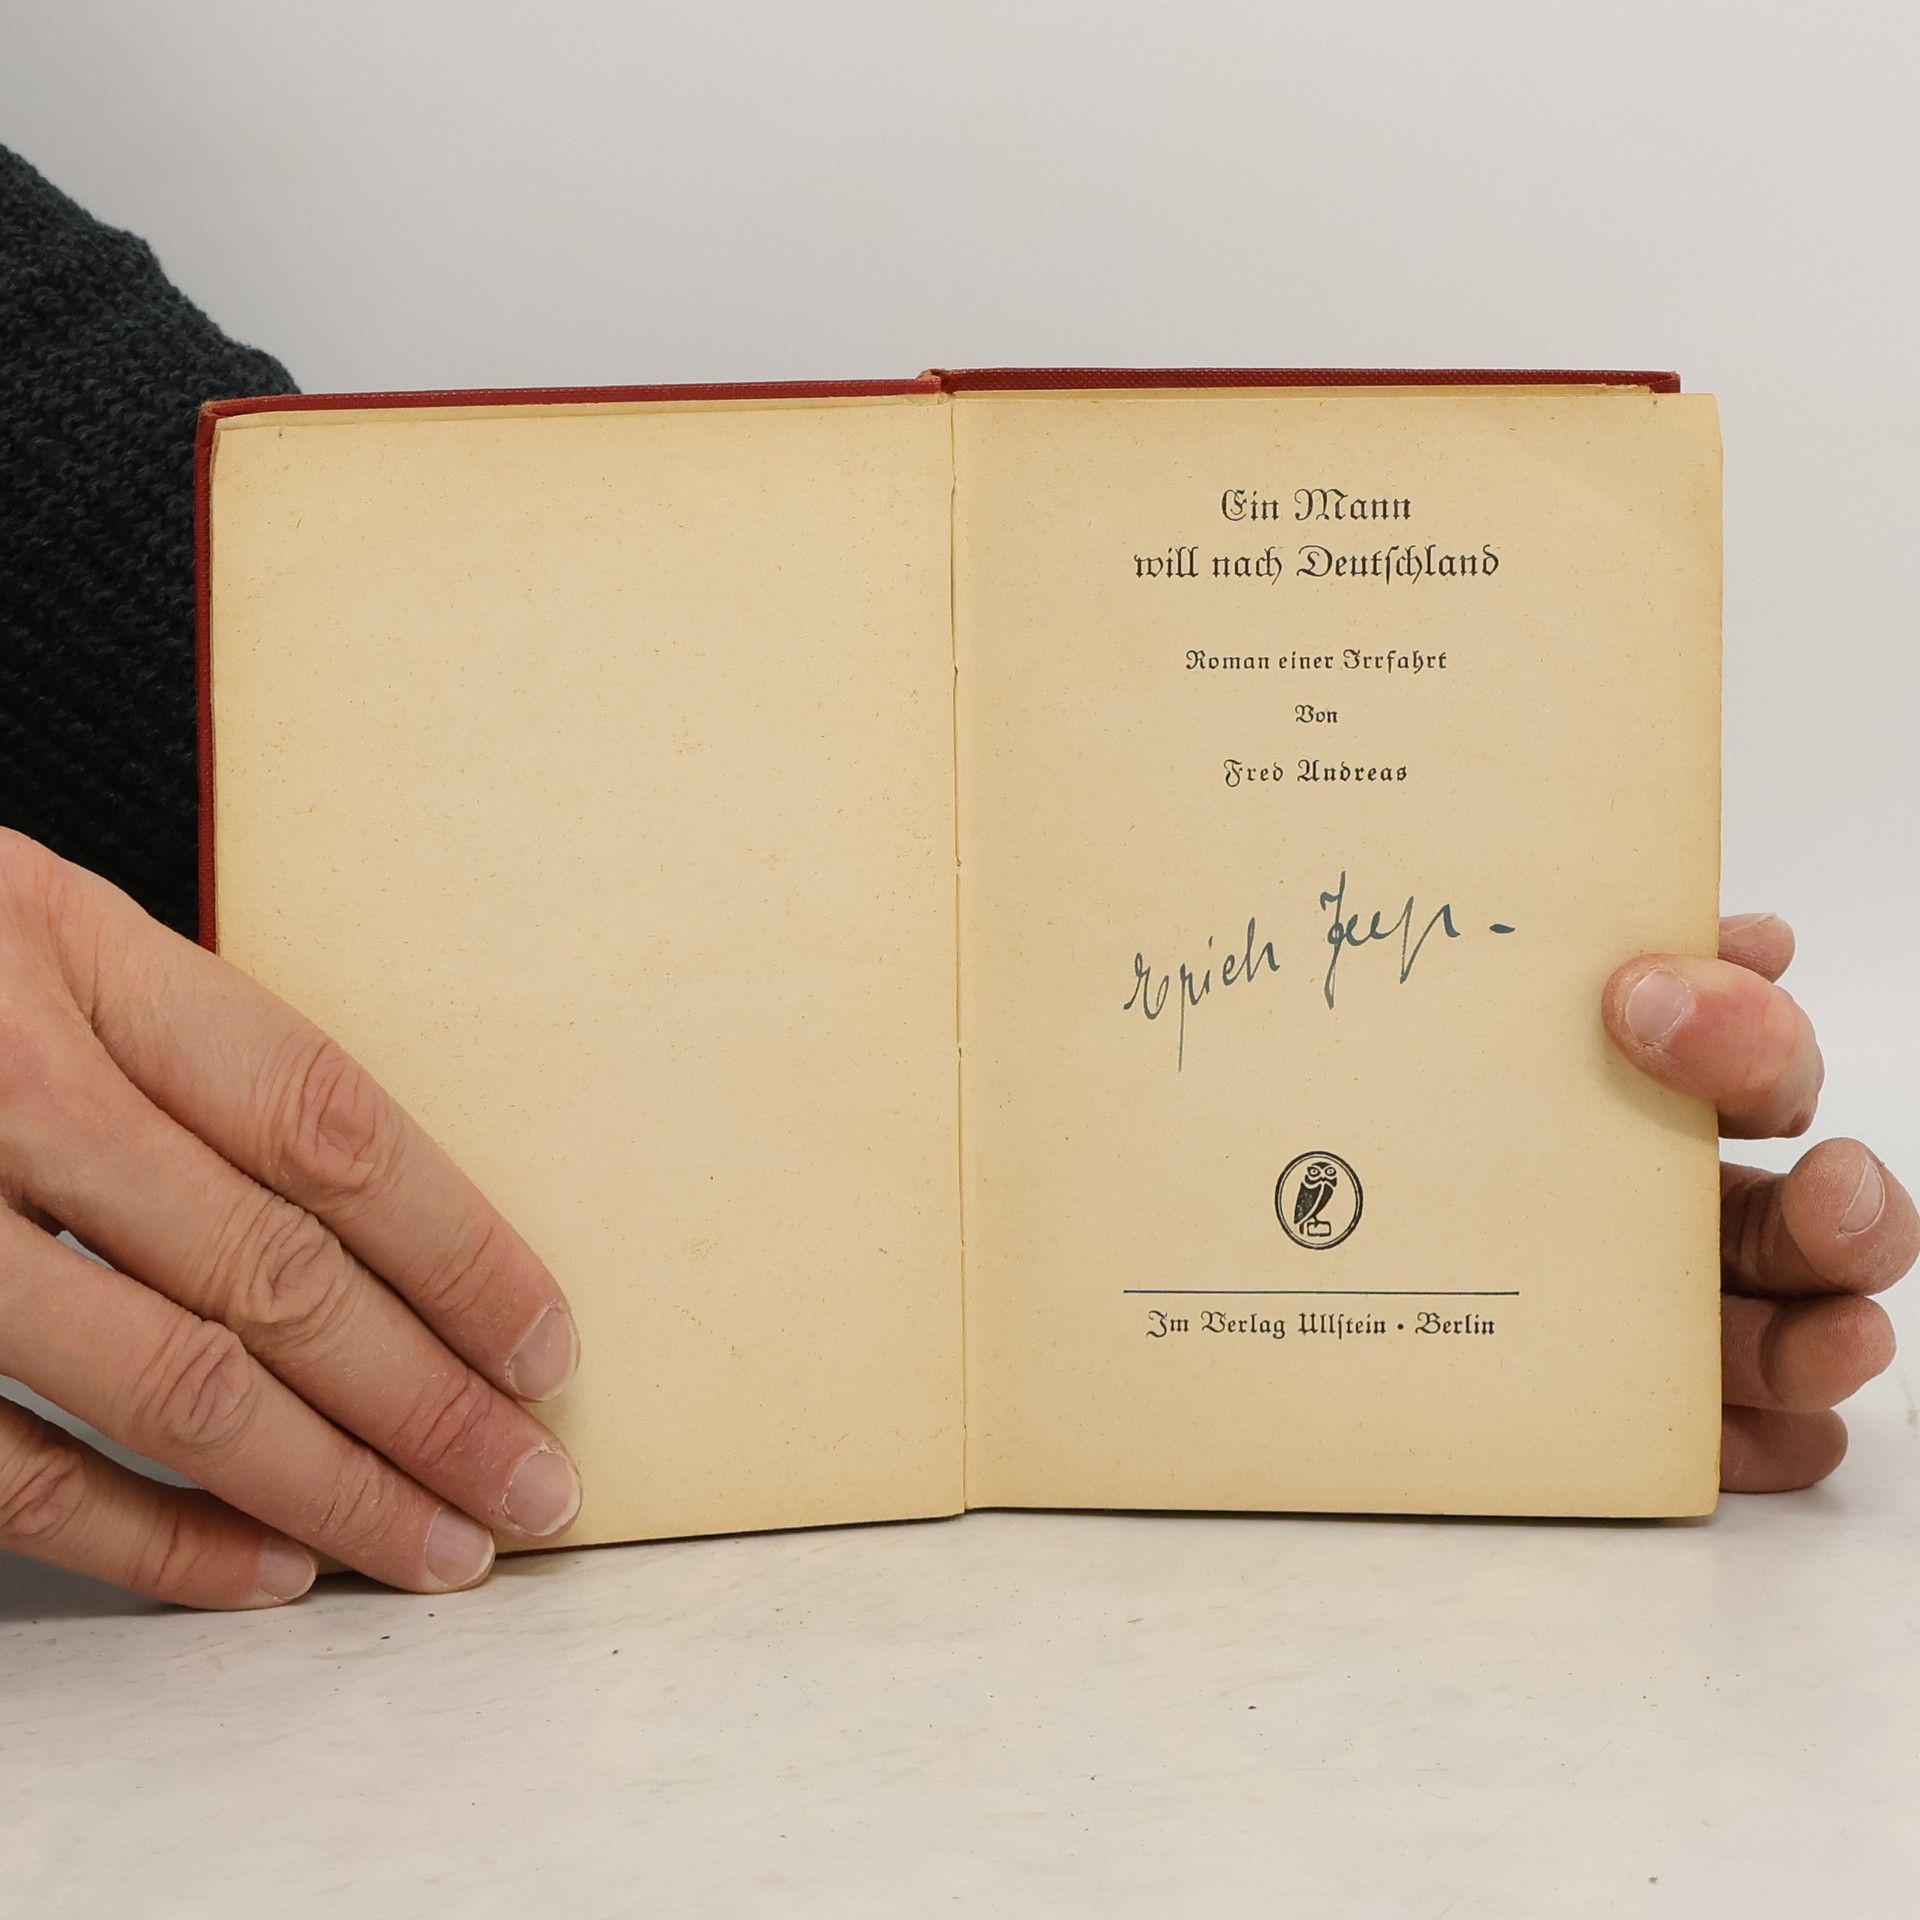 Ein Mann
will nach Deutschland
Roman einer Irrfahrt
Von
Fred Andreas
Erich
Im Verlag Ullstein • Berlin